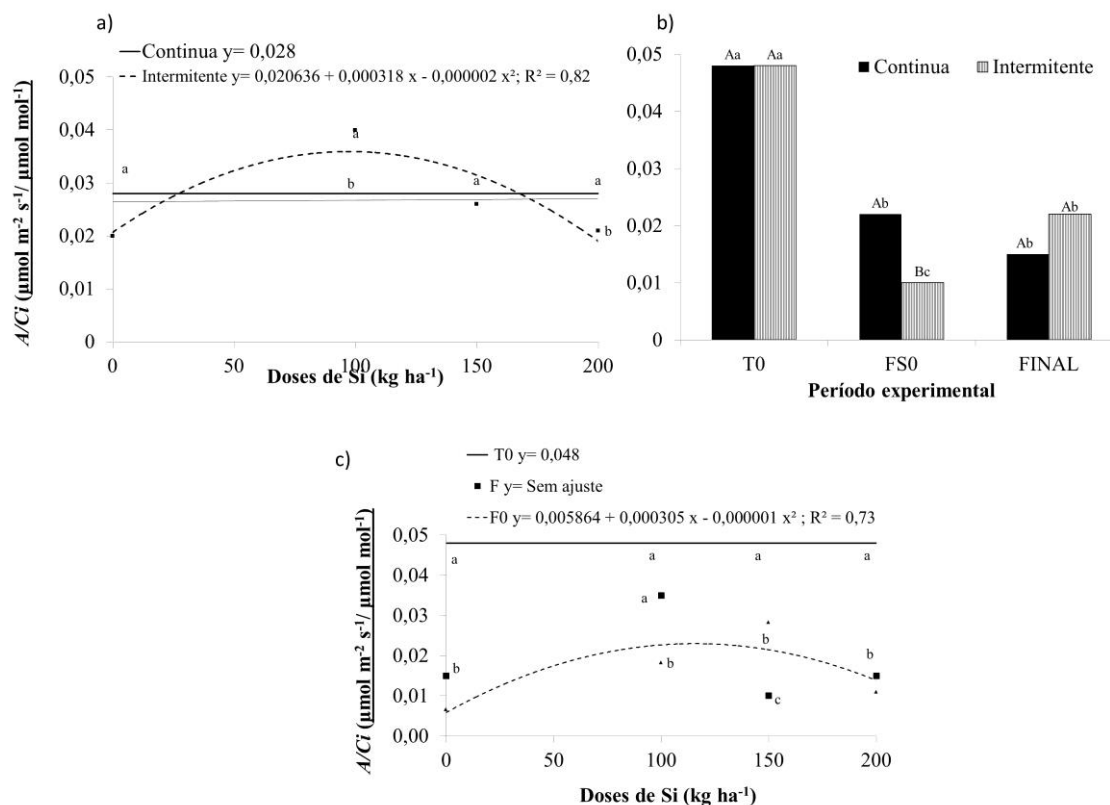 a)
Continua y= 0,028
Intermitente y= 0,020636 + 0,000318 x - 0,000002 x²; R² = 0,82
A/Ci (µmol m⁻² s⁻¹/ µmol mol⁻¹)
0,05
0,04
0,03
0,02
0,01
0
a
a
b
a
a
b
0
50
100
150
200
Doses de Si (kg ha⁻¹)
b)
Continua
Intermitente
0,05
0,04
0,03
0,02
0,01
0
Aa
Aa
Ab
Bc
Ab
Ab
T0
FS0
FINAL
Período experimental
c)
T0 y= 0,048
F y= Sem ajuste
F0 y= 0,005864 + 0,000305 x - 0,000001 x² ; R² = 0,73
A/Ci (µmol m⁻² s⁻¹/ µmol mol⁻¹)
0,05
0,04
0,03
0,02
0,01
0,00
a
a
a
a
a
b
b
b
b
c
0
50
100
150
200
Doses de Si (kg ha⁻¹)